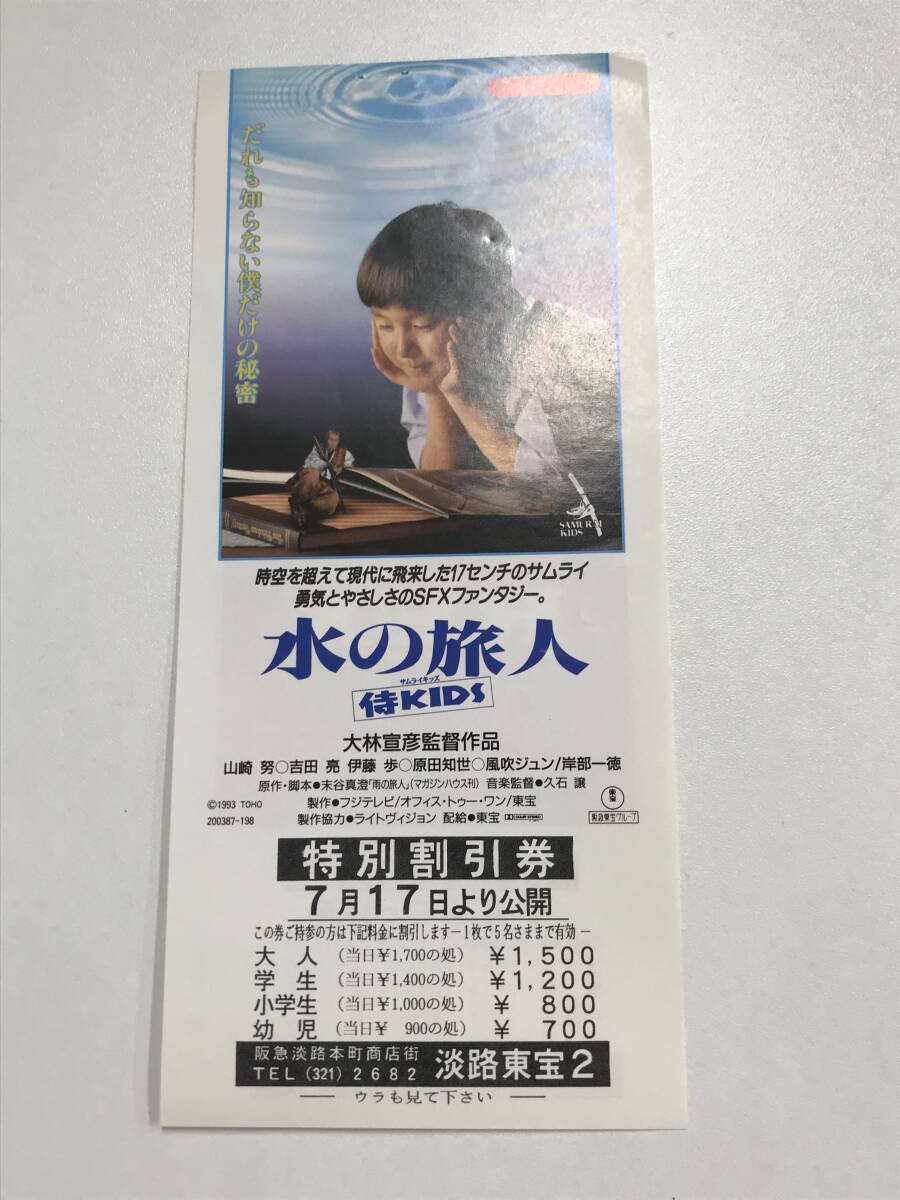 だれも知らない僕だけの秘密
SAMURAI
KIDS
時空を超えて現代に飛来した17センチのサムライ
勇気とやさしさのSFXファンタジー。
水の旅人
サムライキッズ
侍KIDS
大林宣彦監督作品
山崎 努○吉田 亮 伊藤 歩○原田知世○風吹ジュン/岸部一徳
原作・脚本●末谷真澄「雨の旅人」(マガジンハウス刊) 音楽監督●久石 譲
©1993 TOHO 製作●フジテレビ/オフィス・トゥー・ワン/東宝
200387-198 製作協力●ライトヴィジョン 配給●東宝 DOLBY STEREO
東宝
阪急東宝グループ
特別割引券
7月17日より公開
この券ご持参の方は下記料金に割引します―1枚で5名さままで有効―
大人 (当日¥1,700の処) ¥1,500
学生 (当日¥1,400の処) ¥1,200
小学生 (当日¥1,000の処) ¥ 800
幼児 (当日¥ 900の処) ¥ 700
阪急淡路本町商店街
TEL (321) 2682 淡路東宝2
― ウラも見て下さい ―